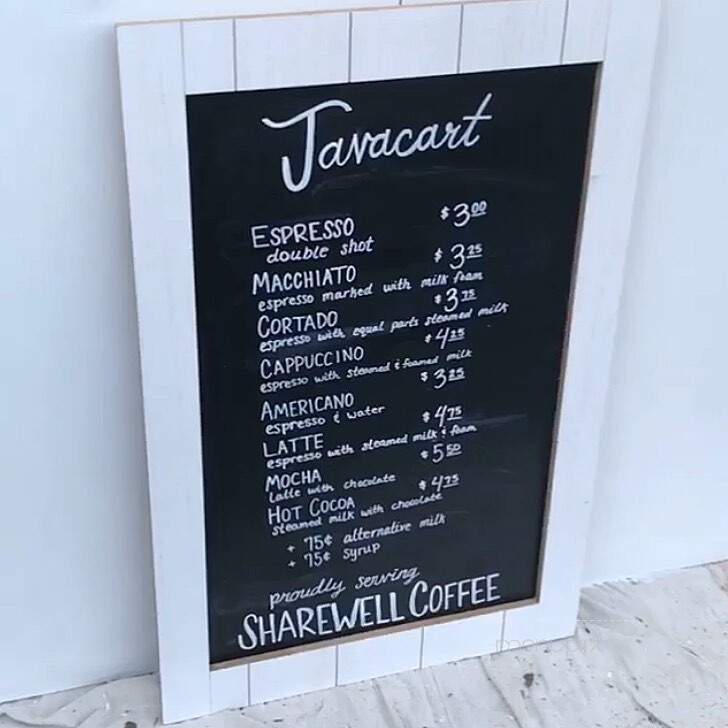 Javacart
ESPRESSO $3.00
double shot
MACCHIATO $3.25
espresso marked with milk foam
CORTADO $3.75
espresso with equal parts steamed milk
CAPPUCCINO $4.25
espresso with steamed & foamed milk
AMERICANO $3.25
espresso & water
LATTE $4.75
espresso with steamed milk & foam
MOCHA $5.50
Latte with chocolate
HOT COCOA $4.75
steamed milk with chocolate
+ 75¢ alternative milk
+ 75¢ syrup
proudly serving
SHAREWELL COFFEE